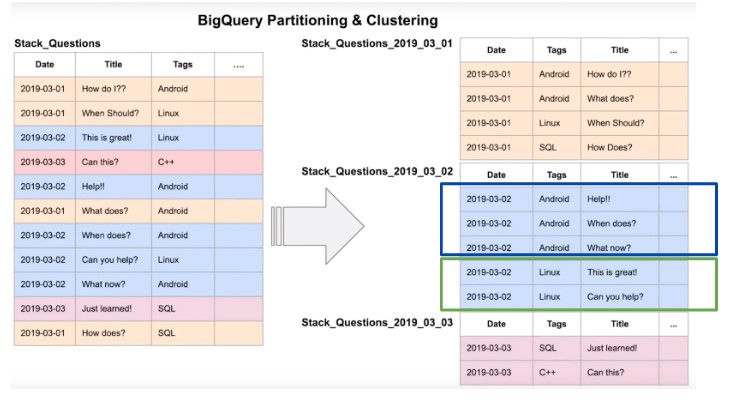 BigQuery Partitioning & Clustering
Stack_Questions
Date Title Tags ....
2019-03-01 How do I?? Android
2019-03-01 When Should? Linux
2019-03-02 This is great! Linux
2019-03-03 Can this? C++
2019-03-02 Help!! Android
2019-03-01 What does? Android
2019-03-02 When does? Android
2019-03-02 Can you help? Linux
2019-03-02 What now? Android
2019-03-03 Just learned! SQL
2019-03-01 How does? SQL
Stack_Questions_2019_03_01
Date Tags Title ...
2019-03-01 Android How do I??
2019-03-01 Android What does?
2019-03-01 Linux When Should?
2019-03-01 SQL How Does?
Stack_Questions_2019_03_02
Date Tags Title ...
2019-03-02 Android Help!!
2019-03-02 Android When does?
2019-03-02 Android What now?
2019-03-02 Linux This is great!
2019-03-02 Linux Can you help?
Stack_Questions_2019_03_03
Date Tags Title ...
2019-03-03 SQL Just learned!
2019-03-03 C++ Can this?